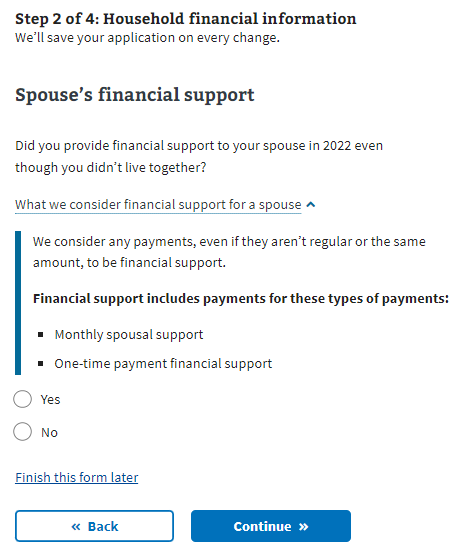 Step 2 of 4: Household financial information
We’ll save your application on every change.
Spouse’s financial support
Did you provide financial support to your spouse in 2022 even
though you didn’t live together?
What we consider financial support for a spouse
We consider any payments, even if they aren’t regular or the same
amount, to be financial support.
Financial support includes payments for these types of payments:
▪ Monthly spousal support
▪ One-time payment financial support
Yes
No
Finish this form later
« Back
Continue »